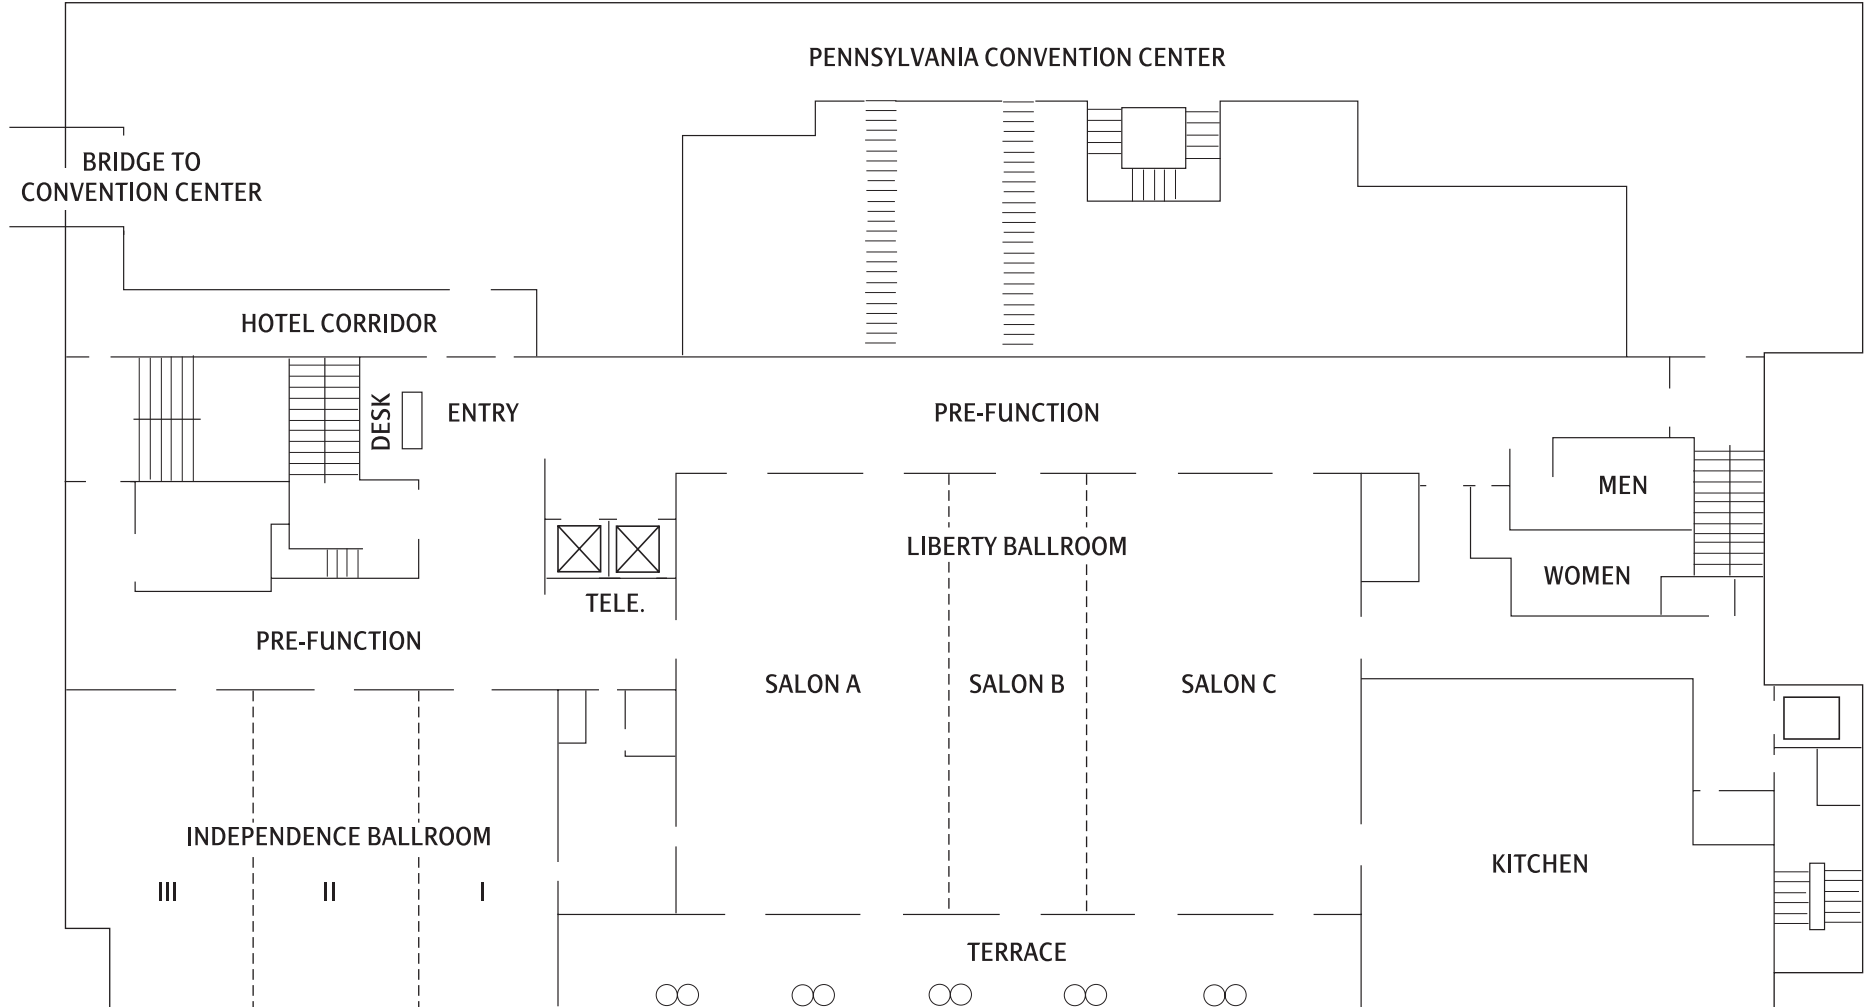 PENNSYLVANIA CONVENTION CENTER
BRIDGE TO
CONVENTION CENTER
HOTEL CORRIDOR
DESK
ENTRY
PRE-FUNCTION
MEN
LIBERTY BALLROOM
WOMEN
TELE.
PRE-FUNCTION
SALON A
SALON B
SALON C
INDEPENDENCE BALLROOM
III
II
I
KITCHEN
TERRACE